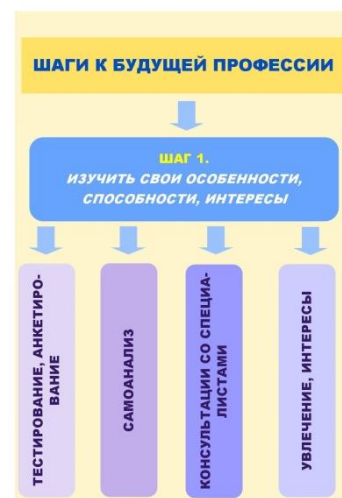 ШАГИ К БУДУЩЕЙ ПРОФЕССИИ
ШАГ 1.
ИЗУЧИТЬ СВОИ ОСОБЕННОСТИ,
СПОСОБНОСТИ, ИНТЕРЕСЫ
ТЕСТИРОВАНИЕ, АНКЕТИРО-
ВАНИЕ
САМОАНАЛИЗ
КОНСУЛЬТАЦИИ СО СПЕЦИА-
ЛИСТАМИ
УВЛЕЧЕНИЕ, ИНТЕРЕСЫ